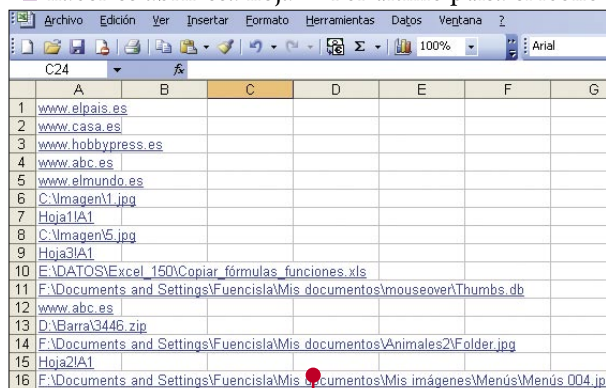 Archivo Edición Ver Insertar Formato Herramientas Datos Ventana ?
Σ 100% Arial
C24 fx
A B C D E F G
1 www.elpais.es
2 www.casa.es
3 www.hobbypress.es
4 www.abc.es
5 www.elmundo.es
6 C:\Imagen\1.jpg
7 Hoja1!A1
8 C:\Imagen\5.jpg
9 Hoja3!A1
10 E:\DATOS\Excel_150\Copiar_fórmulas_funciones.xls
11 F:\Documents and Settings\Fuencisla\Mis documentos\mouseover\Thumbs.db
12 www.abc.es
13 D:\Barra\3446.zip
14 F:\Documents and Settings\Fuencisla\Mis documentos\Animales2\Folder.jpg
15 Hoja2!A1
16 F:\Documents and Settings\Fuencisla\Mis documentos\Mis imágenes\Menús\Menús 004.jp